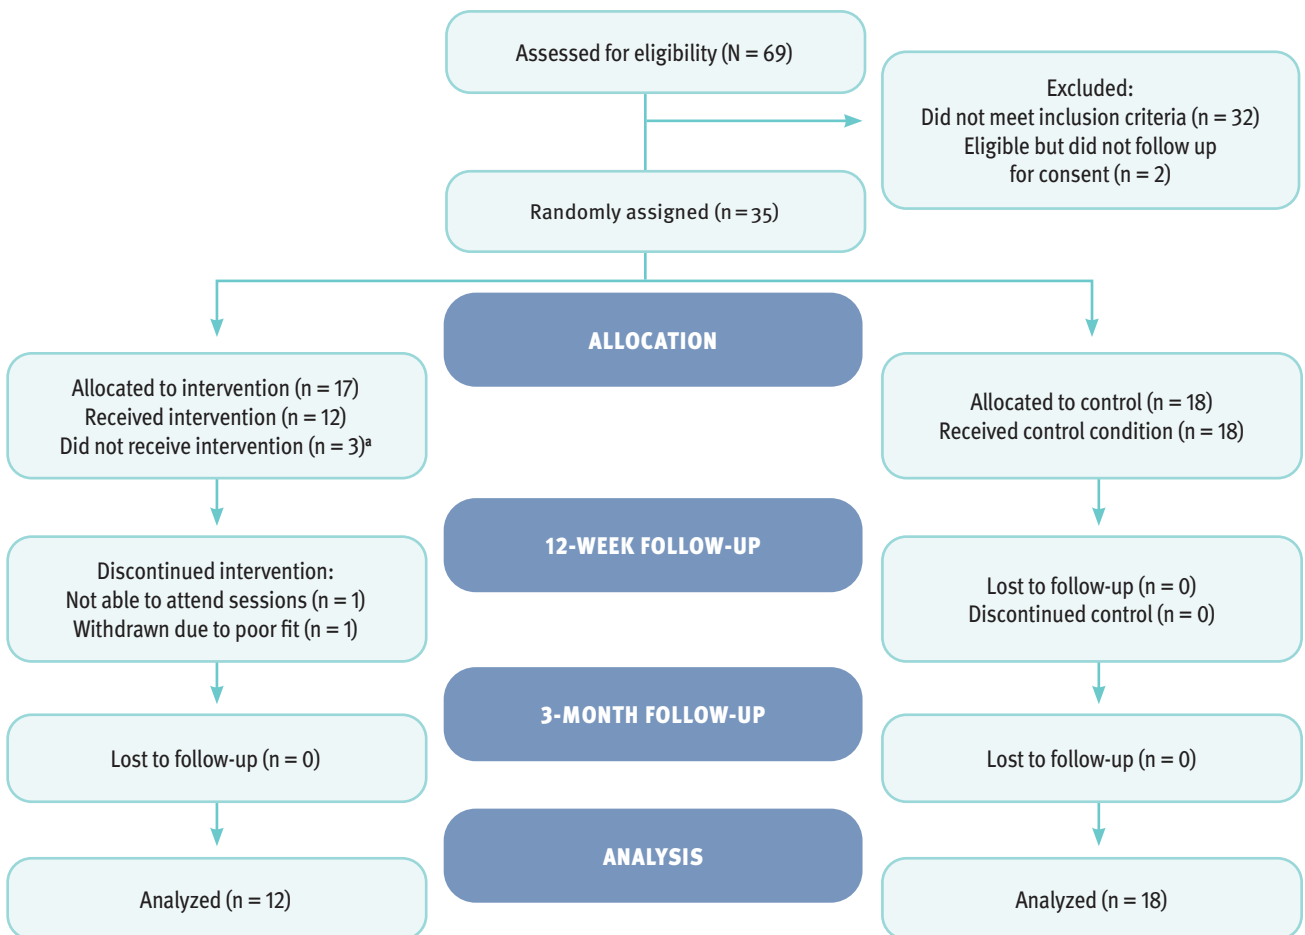 Assessed for eligibility (N = 69)
Excluded:
Did not meet inclusion criteria (n = 32)
Eligible but did not follow up
for consent (n = 2)
Randomly assigned (n = 35)
ALLOCATION
Allocated to intervention (n = 17)
Received intervention (n = 12)
Did not receive intervention (n = 3)ª
Allocated to control (n = 18)
Received control condition (n = 18)
12-WEEK FOLLOW-UP
Discontinued intervention:
Not able to attend sessions (n = 1)
Withdrawn due to poor fit (n = 1)
Lost to follow-up (n = 0)
Discontinued control (n = 0)
3-MONTH FOLLOW-UP
Lost to follow-up (n = 0)
Lost to follow-up (n = 0)
ANALYSIS
Analyzed (n = 12)
Analyzed (n = 18)